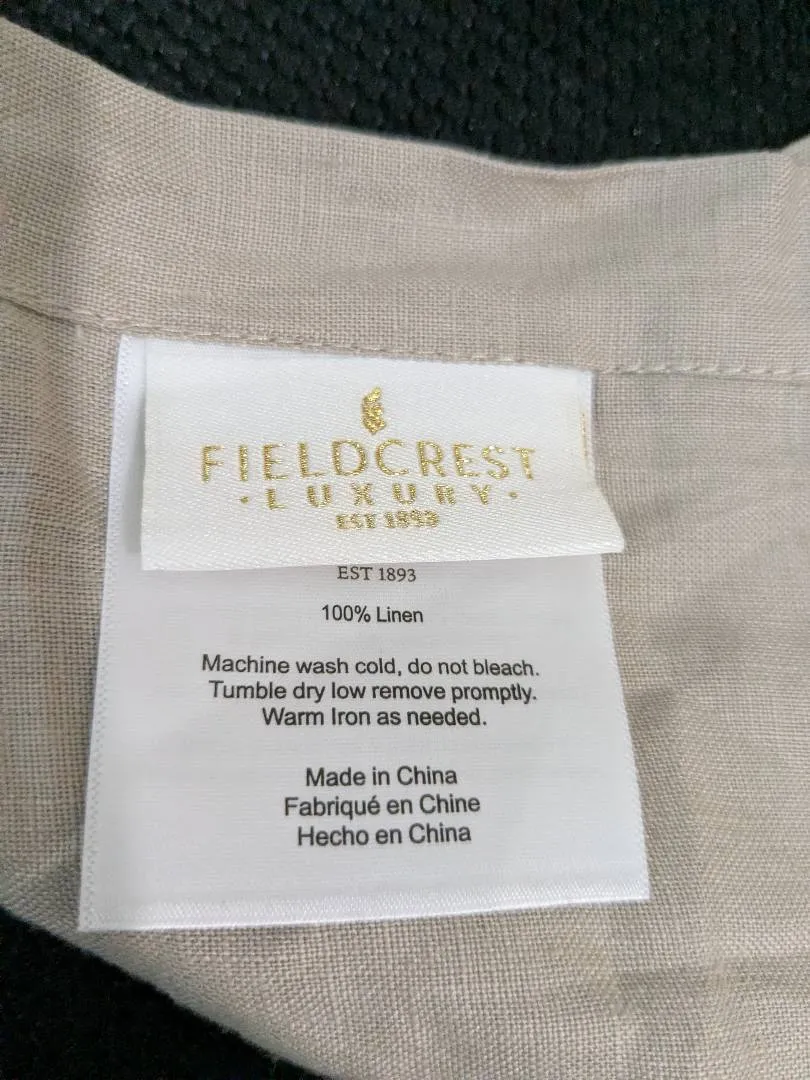 FIELDCREST
· LUXURY ·
EST 1893
EST 1893
100% Linen
Machine wash cold, do not bleach.
Tumble dry low remove promptly.
Warm Iron as needed.
Made in China
Fabriqué en Chine
Hecho en China